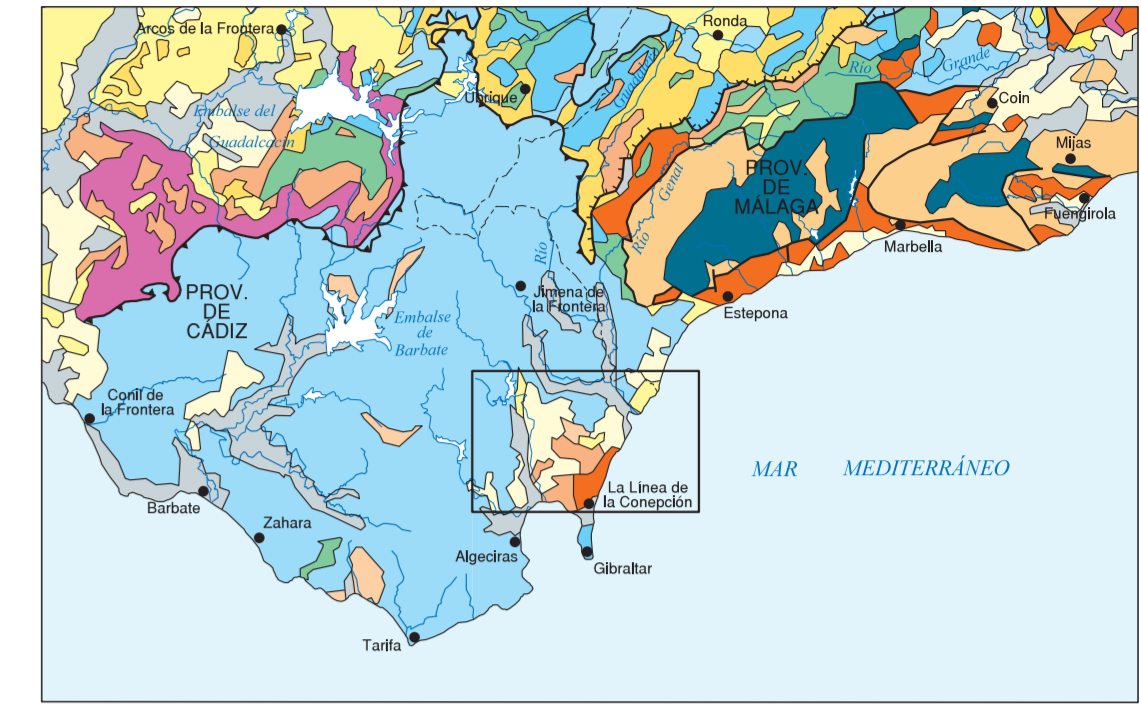 Arcos de la Frontera
Ronda
Río
Grande
Ubrique
Guadiaro
Coin
Embalse del
Guadalcacín
Mijas
Genal
Río
PROV.
DE
MÁLAGA
Fuengirola
Marbella
Río
PROV.
DE
CÁDIZ
Jimena de
la Frontera
Estepona
Embalse
de
Barbate
Conil de
la Frontera
MAR MEDITERRÁNEO
La Línea de
la Conepción
Barbate
Zahara
Algeciras
Gibraltar
Tarifa